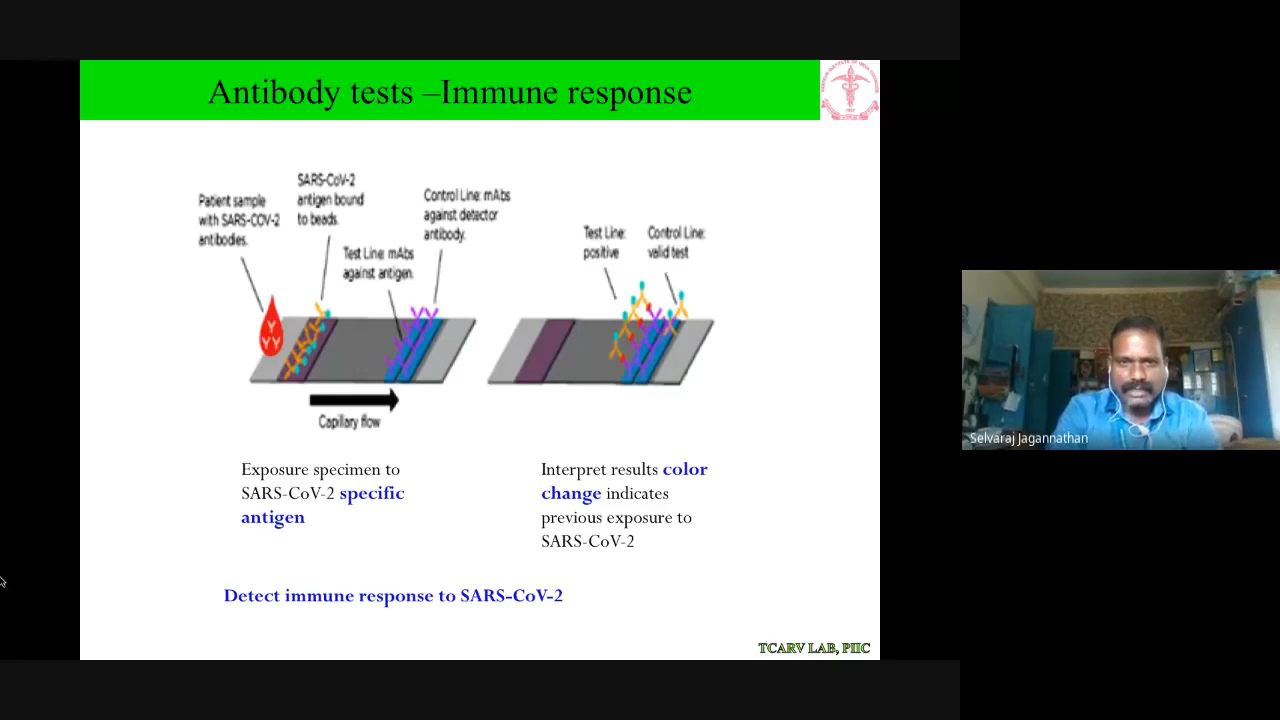 Antibody tests –Immune response
Patient sample
with SARS-COV-2
antibodies.
SARS-CoV-2
antigen bound
to beads.
Test Line: mAbs
against antigen.
Control Line: mAbs
against detector
antibody.
Test Line:
positive
Control Line:
valid test
Capillary flow
Exposure specimen to
SARS-CoV-2 specific
antigen
Interpret results color
change indicates
previous exposure to
SARS-CoV-2
Detect immune response to SARS-CoV-2
TCARV LAB, PIIC
Selvaraj Jagannathan